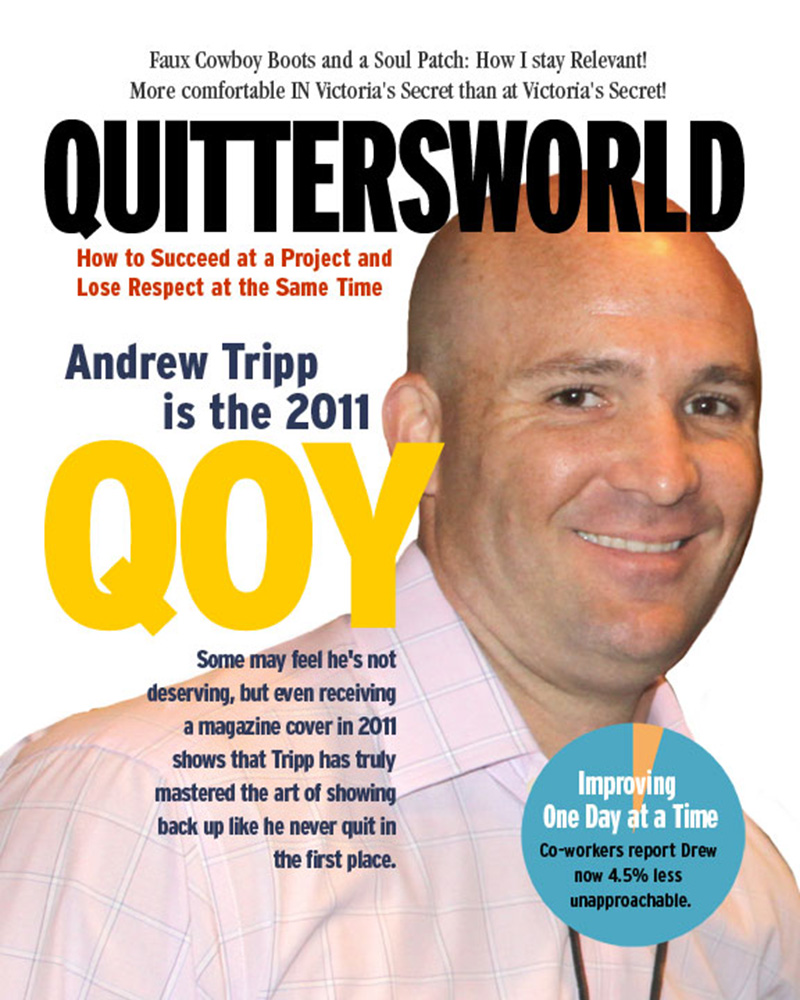 Faux Cowboy Boots and a Soul Patch: How I stay Relevant!
More comfortable IN Victoria's Secret than at Victoria's Secret!
QUITTERSWORLD
How to Succeed at a Project and
Lose Respect at the Same Time
Andrew Tripp
is the 2011
QOY
Some may feel he's not
deserving, but even receiving
a magazine cover in 2011
shows that Tripp has truly
mastered the art of showing
back up like he never quit in
the first place.
Improving
One Day at a Time
Co-workers report Drew
now 4.5% less
unapproachable.